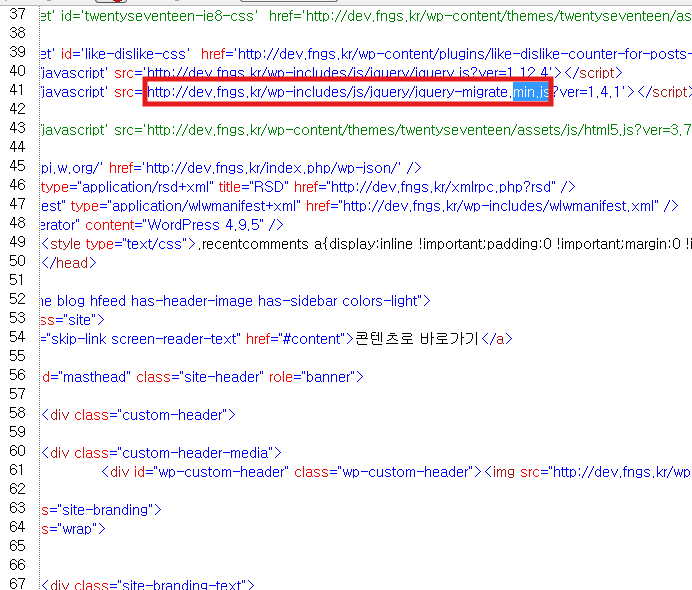 37 et' id='twentyseventeen-ie8-css'  href='http://dev.fngs.kr/wp-content/themes/twentyseventeen/as
38
39 et' id='like-dislike-css'  href='http://dev.fngs.kr/wp-content/plugins/like-dislike-counter-for-posts-
40 /javascript' src='http://dev.fngs.kr/wp-includes/js/jquery/jquery.js?ver=1.12.4'></script>
41 /javascript' src='http://dev.fngs.kr/wp-includes/js/jquery/jquery-migrate.min.js?ver=1.4.1'></script>
42
43 /javascript' src='http://dev.fngs.kr/wp-content/themes/twentyseventeen/assets/js/html5.js?ver=3.7
44
45 pi.w.org/' href='http://dev.fngs.kr/index.php/wp-json/' />
46 type="application/rsd+xml" title="RSD" href="http://dev.fngs.kr/xmlrpc.php?rsd" />
47 fest" type="application/wlwmanifest+xml" href="http://dev.fngs.kr/wp-includes/wlwmanifest.xml" />
48 erator" content="WordPress 4.9.5" />
49 <style type="text/css">.recentcomments a{display:inline !important;padding:0 !important;margin:0 !i
50 </head>
51
52 ne blog hfeed has-header-image has-sidebar colors-light">
53 ss="site">
54 ="skip-link screen-reader-text" href="#content">콘텐츠로 바로가기</a>
55
56 d="masthead" class="site-header" role="banner">
57
58 <div class="custom-header">
59
60 <div class="custom-header-media">
61 <div id="wp-custom-header" class="wp-custom-header"><img src="http://dev.fngs.kr/wp
62
63 s="site-branding">
64 s="wrap">
65
66
67 <div class="site-branding-text">